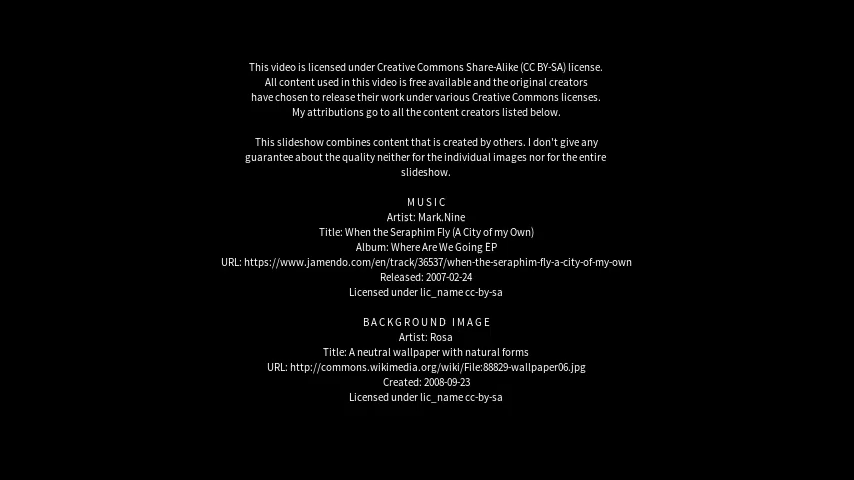 This video is licensed under Creative Commons Share-Alike (CC BY-SA) license.
All content used in this video is free available and the original creators
have chosen to release their work under various Creative Commons licenses.
My attributions go to all the content creators listed below.
This slideshow combines content that is created by others. I don't give any
guarantee about the quality neither for the individual images nor for the entire
slideshow.
MUSIC
Artist: Mark.Nine
Title: When the Seraphim Fly (A City of my Own)
Album: Where Are We Going EP
URL: https://www.jamendo.com/en/track/36537/when-the-seraphim-fly-a-city-of-my-own
Released: 2007-02-24
Licensed under lic_name cc-by-sa
BACKGROUND IMAGE
Artist: Rosa
Title: A neutral wallpaper with natural forms
URL: http://commons.wikimedia.org/wiki/File:88829-wallpaper06.jpg
Created: 2008-09-23
Licensed under lic_name cc-by-sa